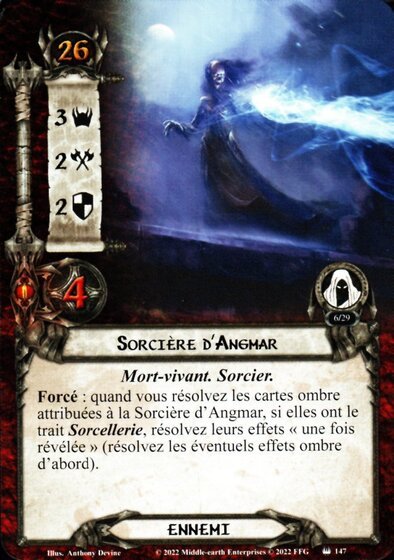 26
3
2
2
4
6/29
Sorcière d'Angmar
Mort-vivant. Sorcier.
Forcé : quand vous résolvez les cartes ombre
attribuées à la Sorcière d'Angmar, si elles ont le
trait Sorcellerie, résolvez leurs effets « une fois
révélée » (résolvez les éventuels effets ombre
d'abord).
ENNEMI
Illus. Anthony Devine © 2022 Middle-earth Enterprises © 2022 FFG 147